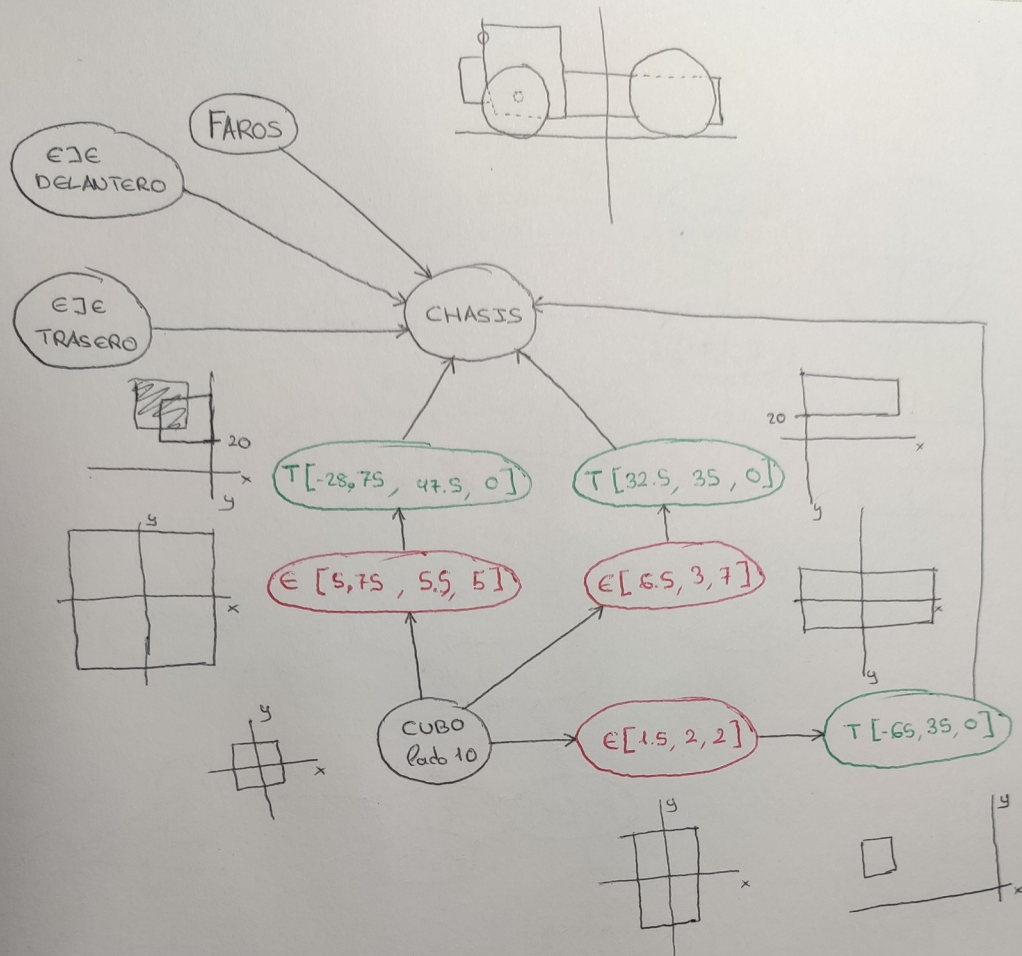 FAROS
EJE
DELANTERO
CHASIS
EJE
TRASERO
20
x
y
T[-28,75, 47.5, 0]
T[32.5, 35, 0]
20
x
y
y
x
E [5,75, 5.5, 5]
E[6.5, 3, 7]
x
y
CUBO
lado 10
E[1.5, 2, 2]
T[-65, 35, 0]
y
x
y
x
y
x